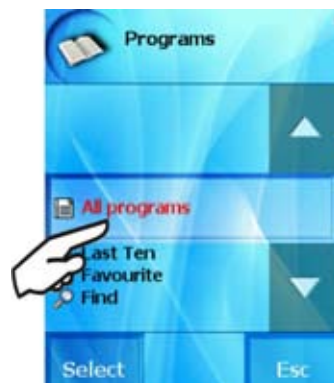 Programs
All programs
Last Ten
Favourite
Find
Select Esc